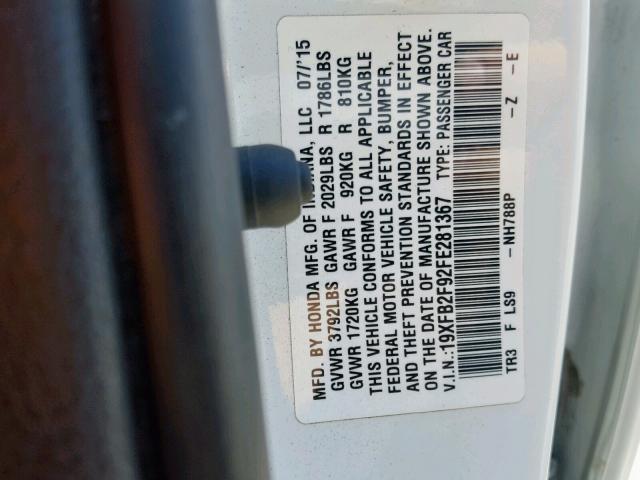 MFD. BY HONDA MFG. OF INDIANA, LLC 07/'15
GVWR 3792LBS GAWR F 2029LBS R 1786LBS
GVWR 1720KG GAWR F 920KG R 810KG
THIS VEHICLE CONFORMS TO ALL APPLICABLE
FEDERAL MOTOR VEHICLE SAFETY, BUMPER,
AND THEFT PREVENTION STANDARDS IN EFFECT
ON THE DATE OF MANUFACTURE SHOWN ABOVE.
V.I.N.:19XFB2F92FE281367 TYPE: PASSENGER CAR
TR3 F LS9 -NH788P -Z -E